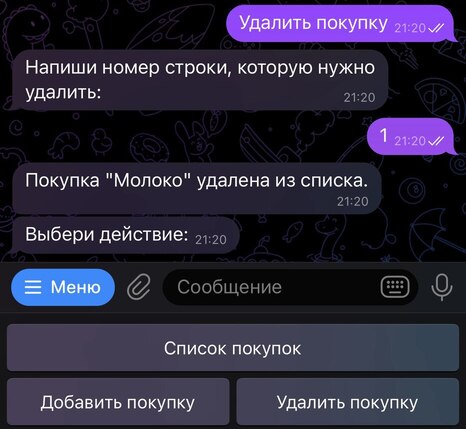 Удалить покупку 21:20
Напиши номер строки, которую нужно
удалить:
21:20
1 21:20
Покупка "Молоко" удалена из списка.
21:20
Выбери действие: 21:20
Меню Сообщение
Список покупок
Добавить покупку Удалить покупку